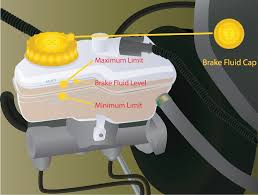 Maximum Limit
Brake Fluid Cap
Brake Fluid Level
Minimum Limit